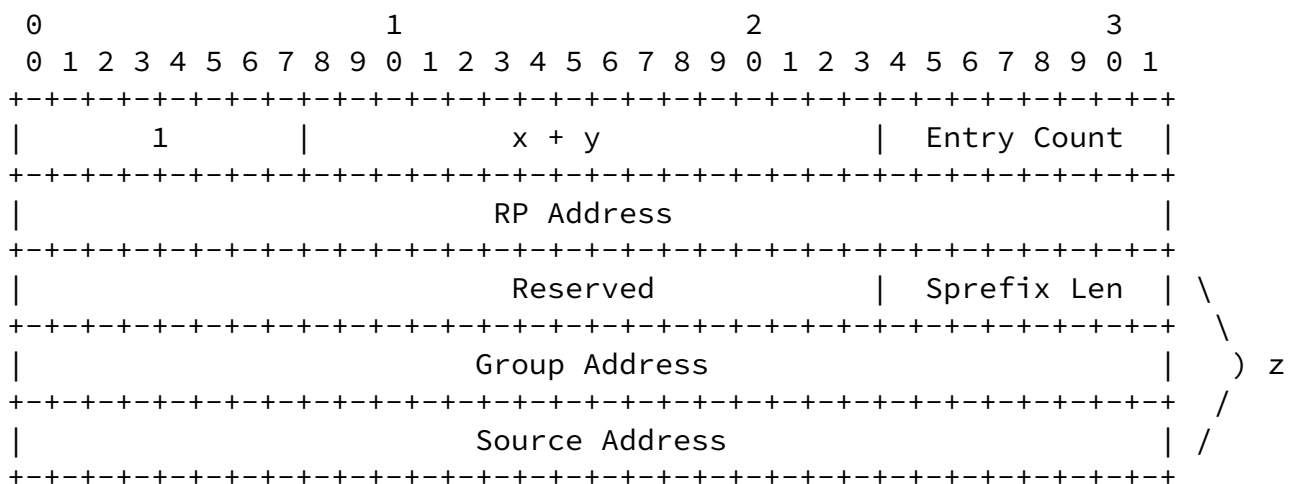 0                   1                   2                   3
 0 1 2 3 4 5 6 7 8 9 0 1 2 3 4 5 6 7 8 9 0 1 2 3 4 5 6 7 8 9 0 1
+-+-+-+-+-+-+-+-+-+-+-+-+-+-+-+-+-+-+-+-+-+-+-+-+-+-+-+-+-+-+-+-+
|       1       |           x + y               |  Entry Count  |
+-+-+-+-+-+-+-+-+-+-+-+-+-+-+-+-+-+-+-+-+-+-+-+-+-+-+-+-+-+-+-+-+
|                          RP Address                           |
+-+-+-+-+-+-+-+-+-+-+-+-+-+-+-+-+-+-+-+-+-+-+-+-+-+-+-+-+-+-+-+-+
|                           Reserved            |  Sprefix Len  | \
+-+-+-+-+-+-+-+-+-+-+-+-+-+-+-+-+-+-+-+-+-+-+-+-+-+-+-+-+-+-+-+-+  \
|                         Group Address                         |   ) z
+-+-+-+-+-+-+-+-+-+-+-+-+-+-+-+-+-+-+-+-+-+-+-+-+-+-+-+-+-+-+-+-+  /
|                         Source Address                        | /
+-+-+-+-+-+-+-+-+-+-+-+-+-+-+-+-+-+-+-+-+-+-+-+-+-+-+-+-+-+-+-+-+